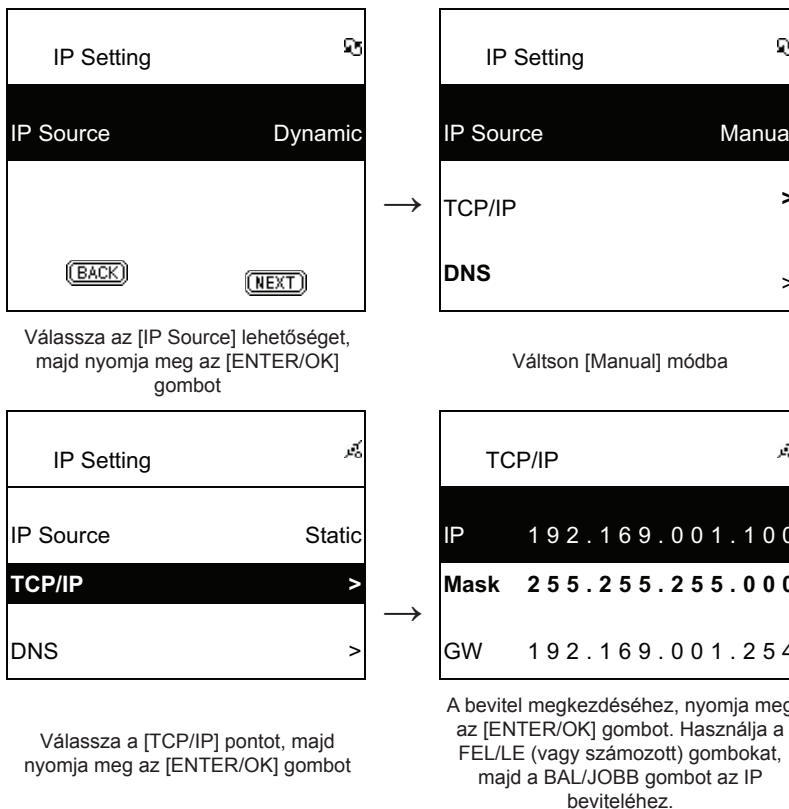 IP Setting
IP Source Dynamic
BACK NEXT
Válassza az [IP Source] lehetőséget,
majd nyomja meg az [ENTER/OK]
gombot
→
IP Setting
IP Source Manua
TCP/IP >
DNS >
Váltson [Manual] módba
IP Setting
IP Source Static
TCP/IP >
DNS >
Válassza a [TCP/IP] pontot, majd
nyomja meg az [ENTER/OK] gombot
→
TCP/IP
IP 192.169.001.100
Mask 255.255.255.000
GW 192.169.001.254
A bevitel megkezdéséhez, nyomja meg
az [ENTER/OK] gombot. Használja a
FEL/LE (vagy számozott) gombokat,
majd a BAL/JOBB gombot az IP
beviteléhez.